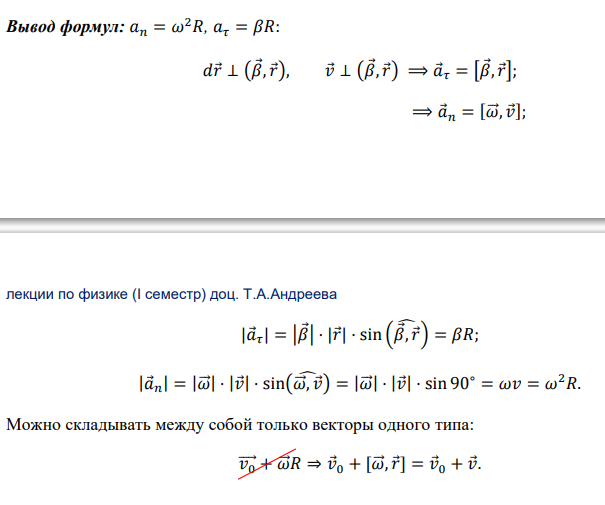 Вывод формул: aₙ = ω²R, a_τ = βR:
dr⃗ ⊥ (β⃗, r⃗), v⃗ ⊥ (β⃗, r⃗) ⟹ a⃗_τ = [β⃗, r⃗];
⟹ a⃗ₙ = [ω⃗, v⃗];
лекции по физике (I семестр) доц. Т.А.Андреева
|a⃗_τ| = |β⃗| · |r⃗| · sin(β⃗, r⃗) = βR;
|a⃗ₙ| = |ω⃗| · |v⃗| · sin(ω⃗, v⃗) = |ω⃗| · |v⃗| · sin 90° = ωv = ω²R.
Можно складывать между собой только векторы одного типа:
v⃗₀ + ω⃗R ⇒ v⃗₀ + [ω⃗, r⃗] = v⃗₀ + v⃗.